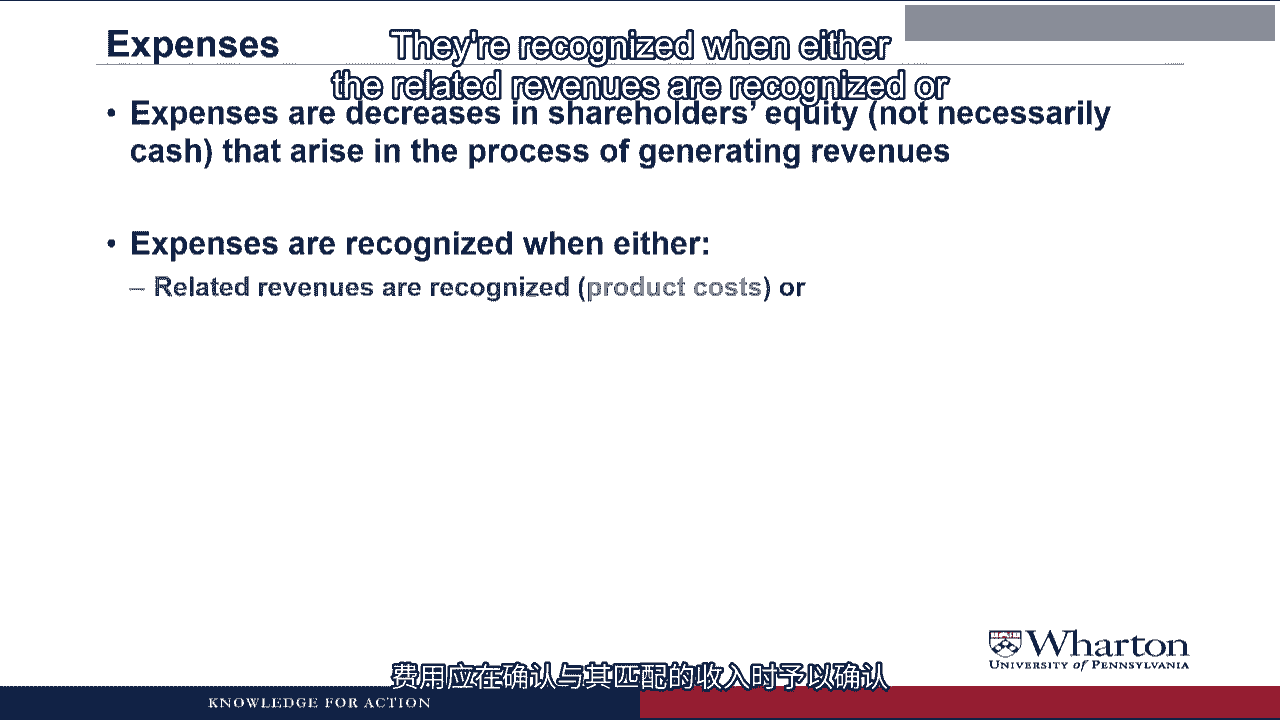 Expenses
They're recognized when either
the related revenues are recognized or
• Expenses are decreases in shareholders' equity (not necessarily
cash) that arise in the process of generating revenues
• Expenses are recognized when either:
– Related revenues are recognized (product costs) or
Wharton
UNIVERSITY of PENNSYLVANIA
费用应在确认与其匹配的收入时予以确认
KNOWLEDGE FOR ACTION